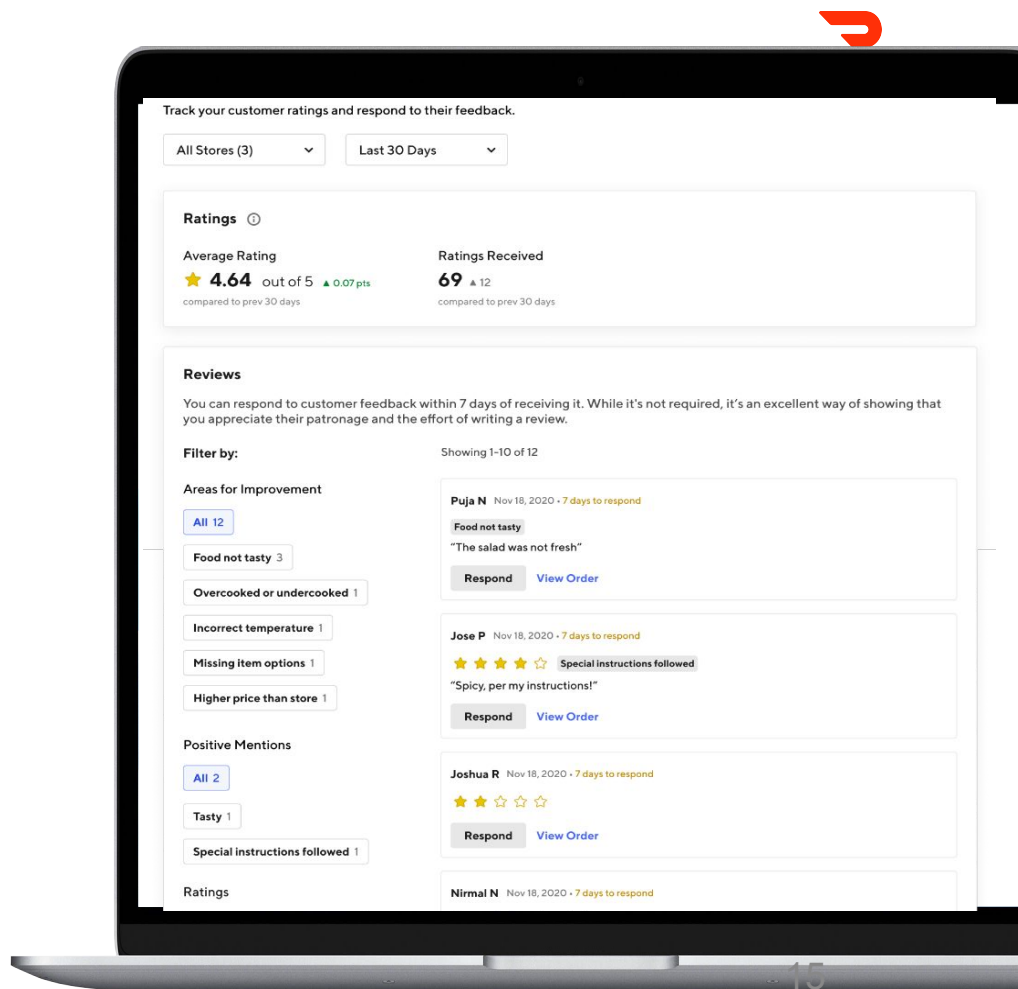 Track your customer ratings and respond to their feedback.
All Stores (3)
Last 30 Days
Ratings
Average Rating
Ratings Received
4.64 out of 5 ▲ 0.07 pts
69 ▲ 12
compared to prev 30 days
compared to prev 30 days
Reviews
You can respond to customer feedback within 7 days of receiving it. While it's not required, it's an excellent way of showing that
you appreciate their patronage and the effort of writing a review.
Filter by:
Showing 1-10 of 12
Areas for Improvement
All 12
Food not tasty 3
Overcooked or undercooked 1
Incorrect temperature 1
Missing item options 1
Higher price than store 1
Positive Mentions
All 2
Tasty 1
Special instructions followed 1
Ratings
Puja N Nov 18, 2020 • 7 days to respond
Food not tasty
"The salad was not fresh"
Respond View Order
Jose P Nov 18, 2020 • 7 days to respond
Special instructions followed
"Spicy, per my instructions!"
Respond View Order
Joshua R Nov 18, 2020 • 7 days to respond
Respond View Order
Nirmal N Nov 18, 2020 • 7 days to respond
15